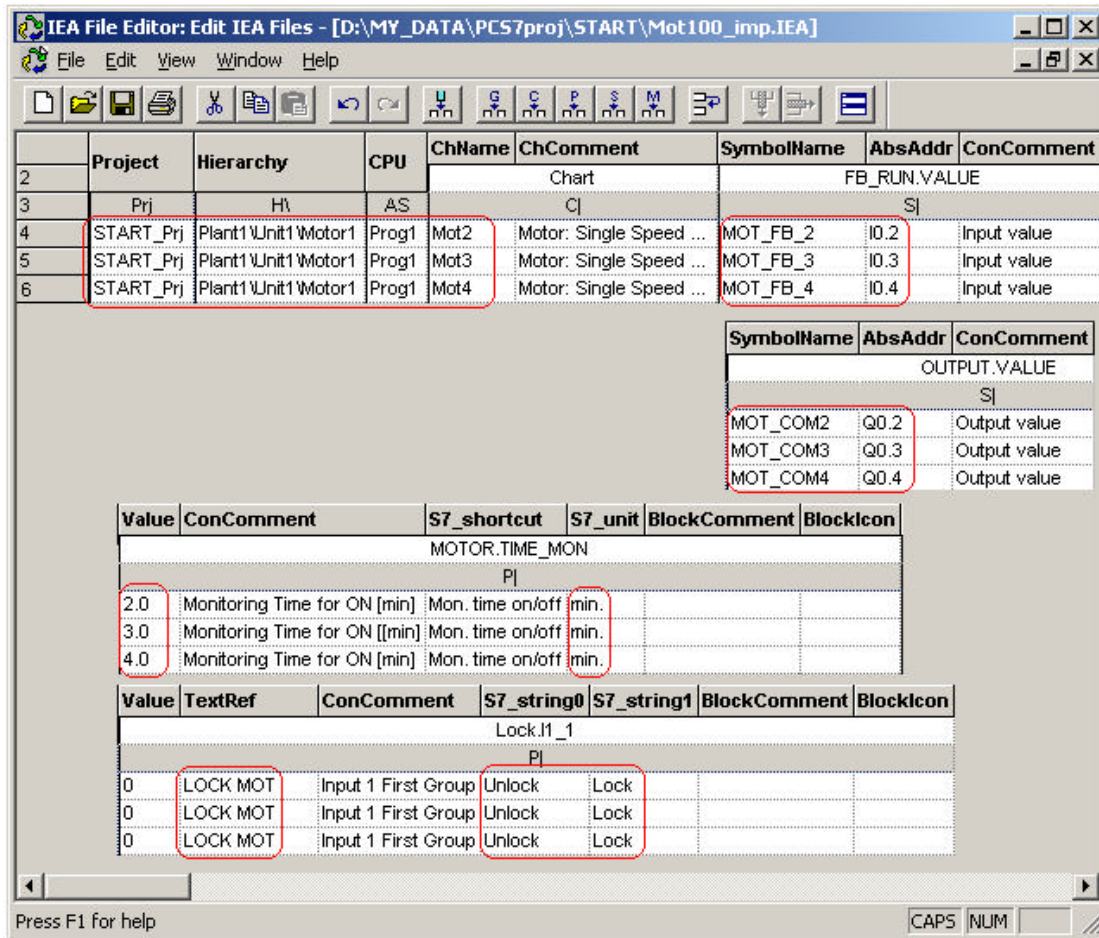 IEA File Editor: Edit IEA Files - [D:\MY_DATA\PCS7proj\START\Mot100_imp.IEA]
File Edit View Window Help
U G C P S M
Project Hierarchy CPU ChName ChComment SymbolName AbsAddr ConComment
2 Chart FB_RUN.VALUE
3 Prj H\ AS C| S|
4 START_Prj Plant1\Unit1\Motor1 Prog1 Mot2 Motor: Single Speed ... MOT_FB_2 I0.2 Input value
5 START_Prj Plant1\Unit1\Motor1 Prog1 Mot3 Motor: Single Speed ... MOT_FB_3 I0.3 Input value
6 START_Prj Plant1\Unit1\Motor1 Prog1 Mot4 Motor: Single Speed ... MOT_FB_4 I0.4 Input value
SymbolName AbsAddr ConComment
OUTPUT.VALUE
S|
MOT_COM2 Q0.2 Output value
MOT_COM3 Q0.3 Output value
MOT_COM4 Q0.4 Output value
Value ConComment S7_shortcut S7_unit BlockComment BlockIcon
MOTOR.TIME_MON
P|
2.0 Monitoring Time for ON [min] Mon. time on/off min.
3.0 Monitoring Time for ON [[min] Mon. time on/off min.
4.0 Monitoring Time for ON [min] Mon. time on/off min.
Value TextRef ConComment S7_string0 S7_string1 BlockComment BlockIcon
Lock.I1_1
P|
0 LOCK MOT Input 1 First Group Unlock Lock
0 LOCK MOT Input 1 First Group Unlock Lock
0 LOCK MOT Input 1 First Group Unlock Lock
Press F1 for help CAPS NUM